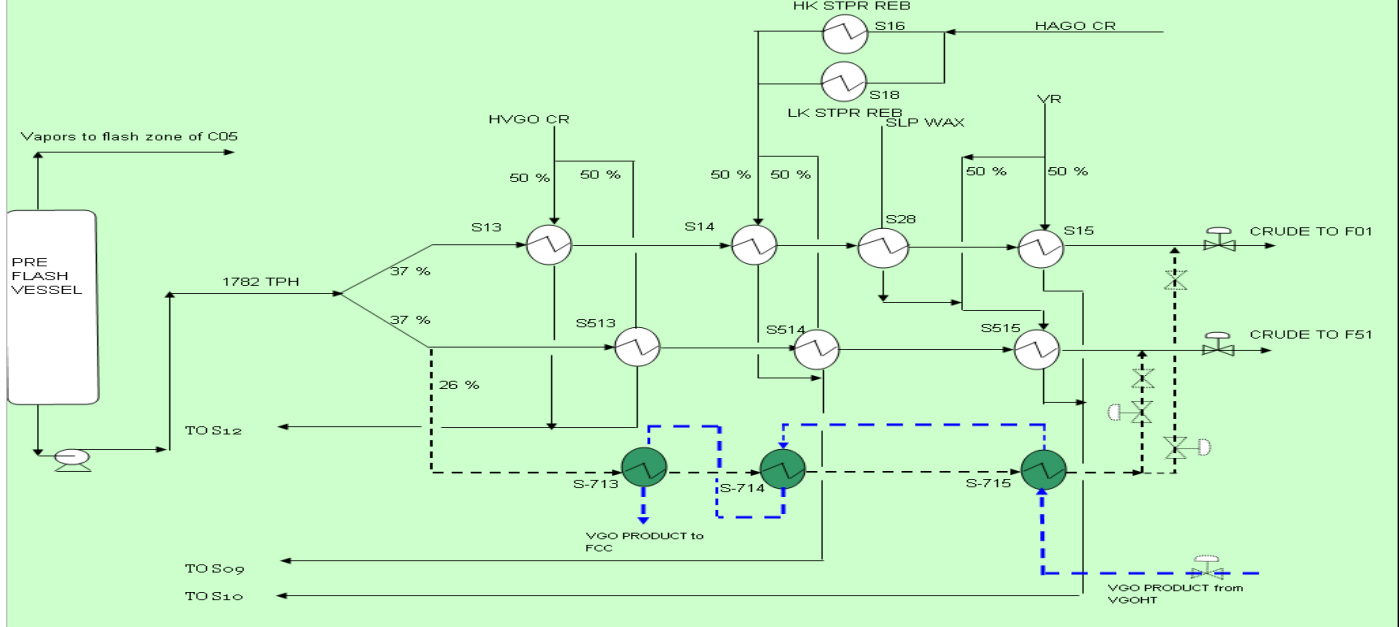 HK STPR REB
S16
HAGO CR
S18
LK STPR REB
SLP WAX
VR
HVGO CR
Vapors to flash zone of C05
50 %
50 %
50 %
50 %
50 %
50 %
S13
S14
S28
S15
CRUDE TO F01
PRE
FLASH
VESSEL
37 %
1782 TPH
37 %
S513
S514
S515
CRUDE TO F51
26 %
TO S12
S-713
S-714
S-715
VGO PRODUCT to
FCC
TO S09
TO S10
VGO PRODUCT from
VGOHT